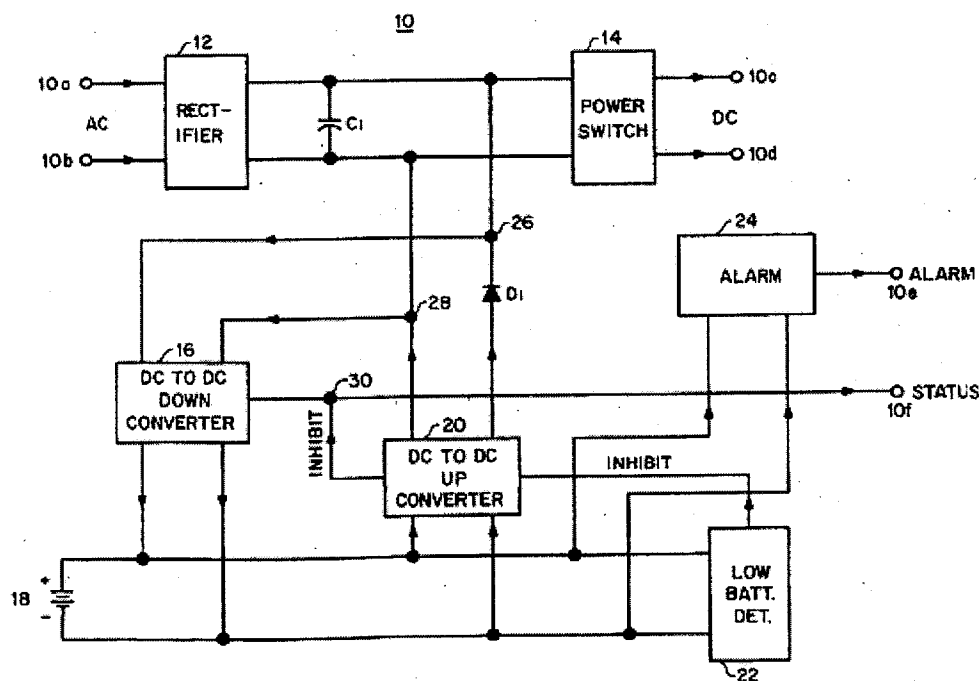 10
12
14
10a
AC
10b
RECT-
IFIER
C1
POWER
SWITCH
10c
DC
10d
26
24
ALARM
ALARM
10e
D1
28
16
DC TO DC
DOWN
CONVERTER
30
STATUS
10f
INHIBIT
20
DC TO DC
UP
CONVERTER
INHIBIT
+
18
-
LOW
BATT.
DET.
22